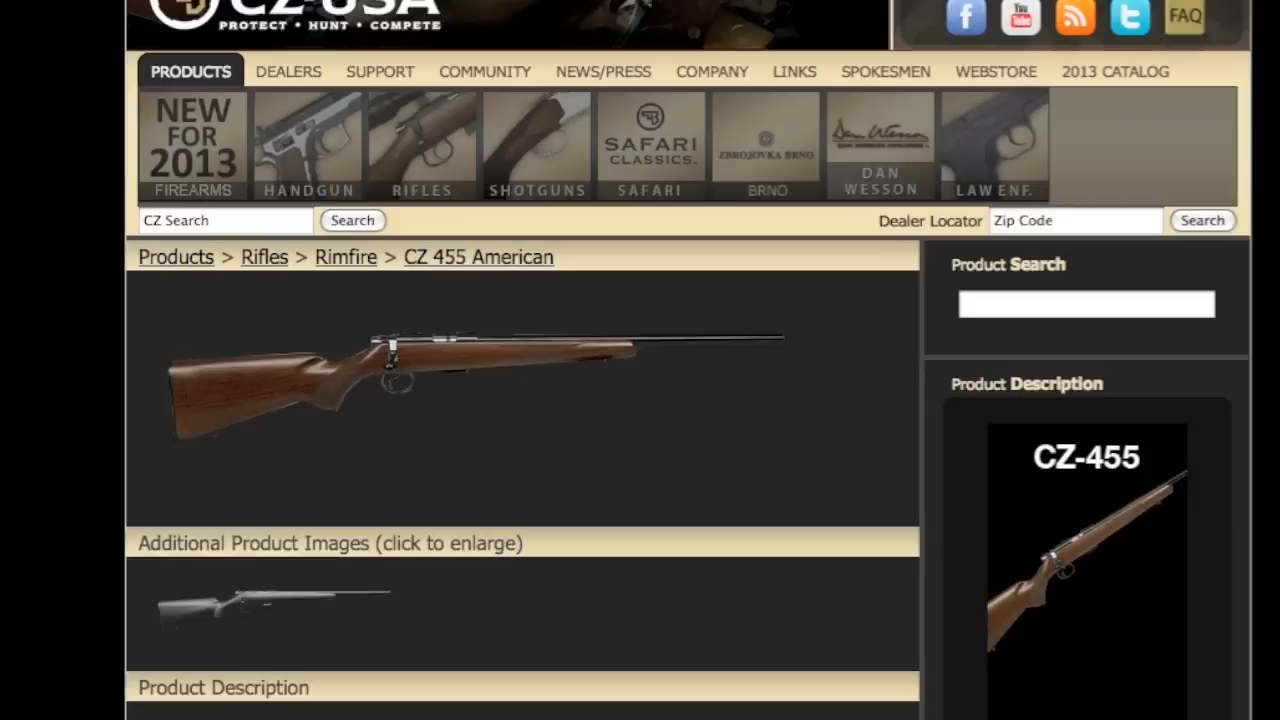 CZ-USA
PROTECT • HUNT • COMPETE
FAQ
PRODUCTS DEALERS SUPPORT COMMUNITY NEWS/PRESS COMPANY LINKS SPOKESMEN WEBSTORE 2013 CATALOG
NEW
FOR
2013
FIREARMS
HANDGUN
RIFLES
SHOTGUNS
SAFARI
CLASSICS.
SAFARI
ZBROJOVKA BRNO
BRNO
Dan Wesson
DAN
WESSON
LAW ENF.
CZ Search
Search
Dealer Locator
Zip Code
Search
Products > Rifles > Rimfire > CZ 455 American
Product Search
Product Description
CZ-455
Additional Product Images (click to enlarge)
Product Description